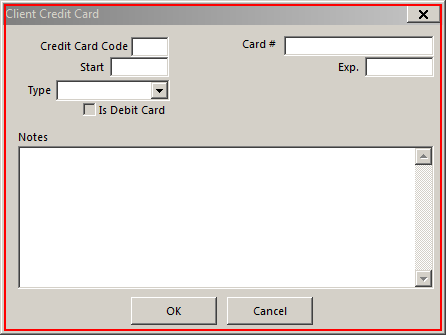 Client Credit Card
Credit Card Code
Card #
Start
Exp.
Type
Is Debit Card
Notes
OK
Cancel